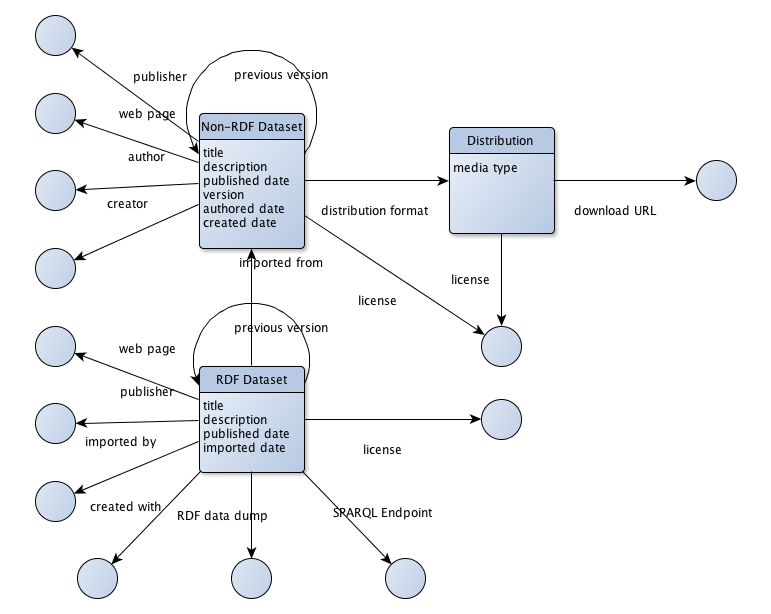 publisher
previous version
web page
author
creator
Non-RDF Dataset
title
description
published date
version
authored date
created date
distribution format
Distribution
media type
download URL
license
license
imported from
previous version
web page
publisher
imported by
created with
RDF Dataset
title
description
published date
imported date
license
RDF data dump
SPARQL Endpoint